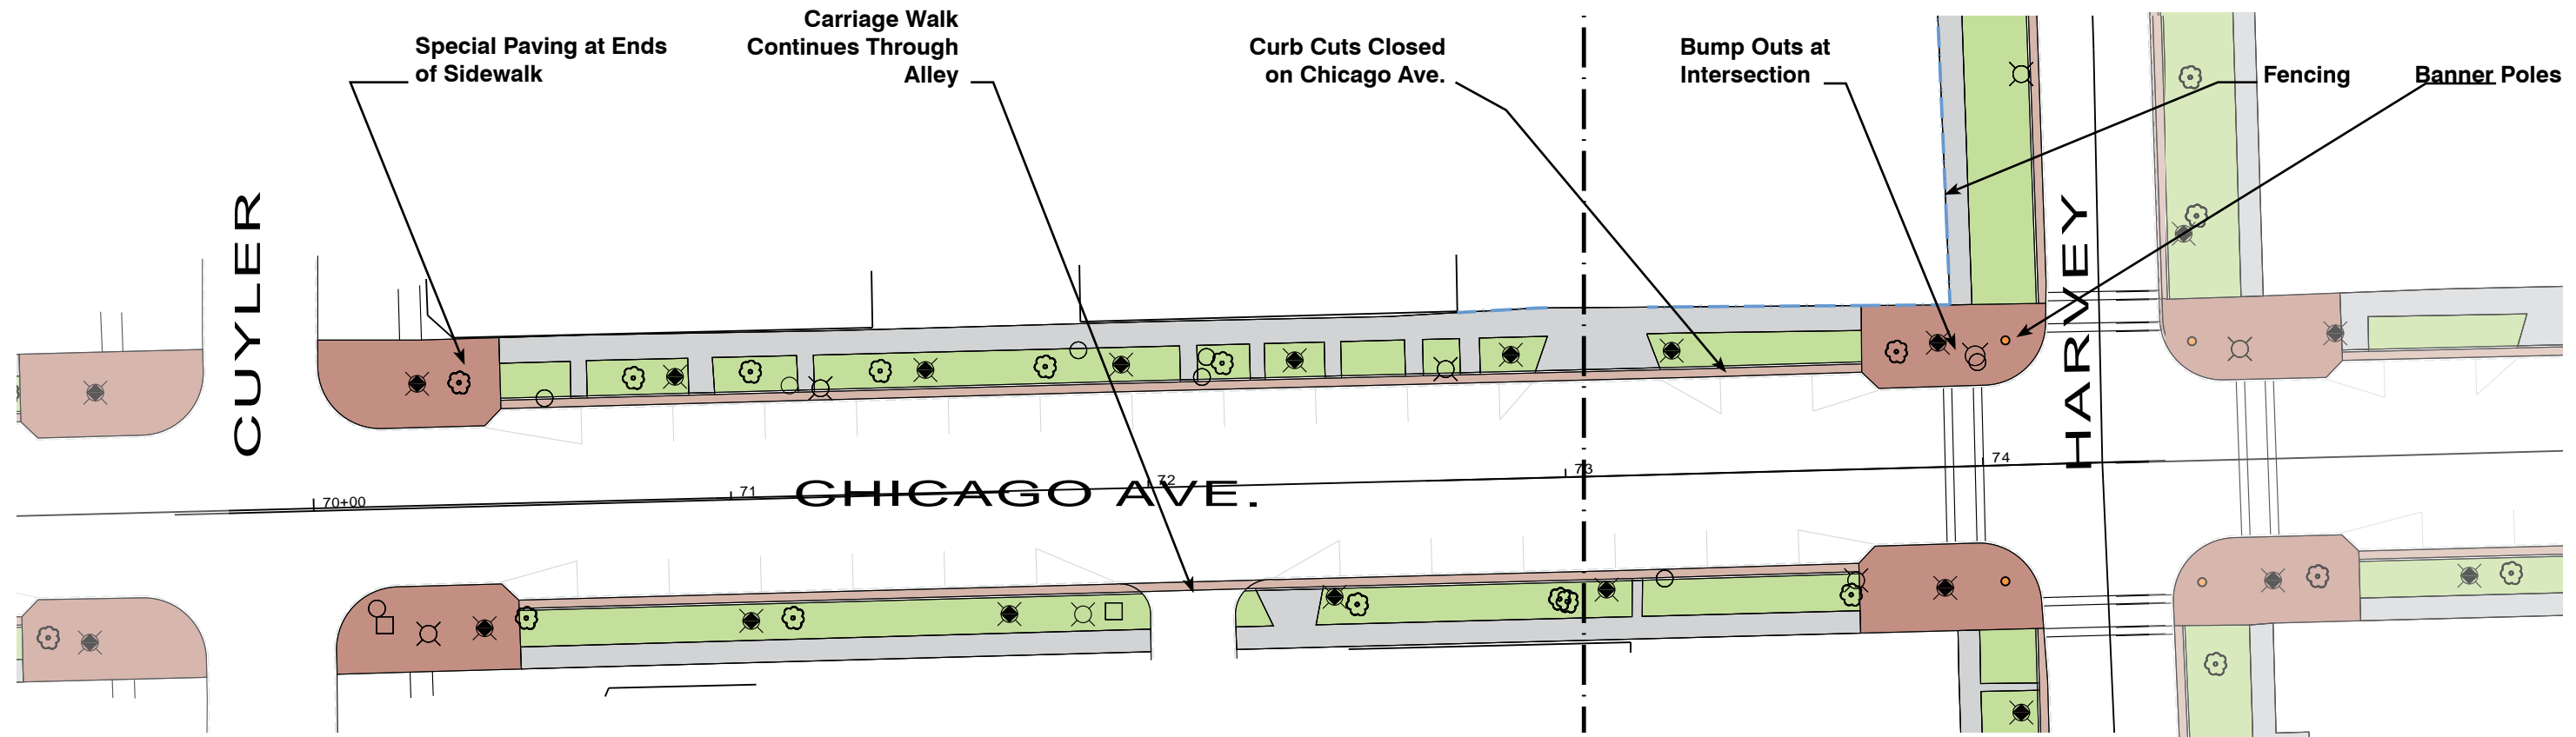 Special Paving at Ends
of Sidewalk
Carriage Walk
Continues Through
Alley
Curb Cuts Closed
on Chicago Ave.
Bump Outs at
Intersection
Fencing
Banner Poles
CUYLER
HARVEY
70+00
71
72
73
74
CHICAGO AVE.